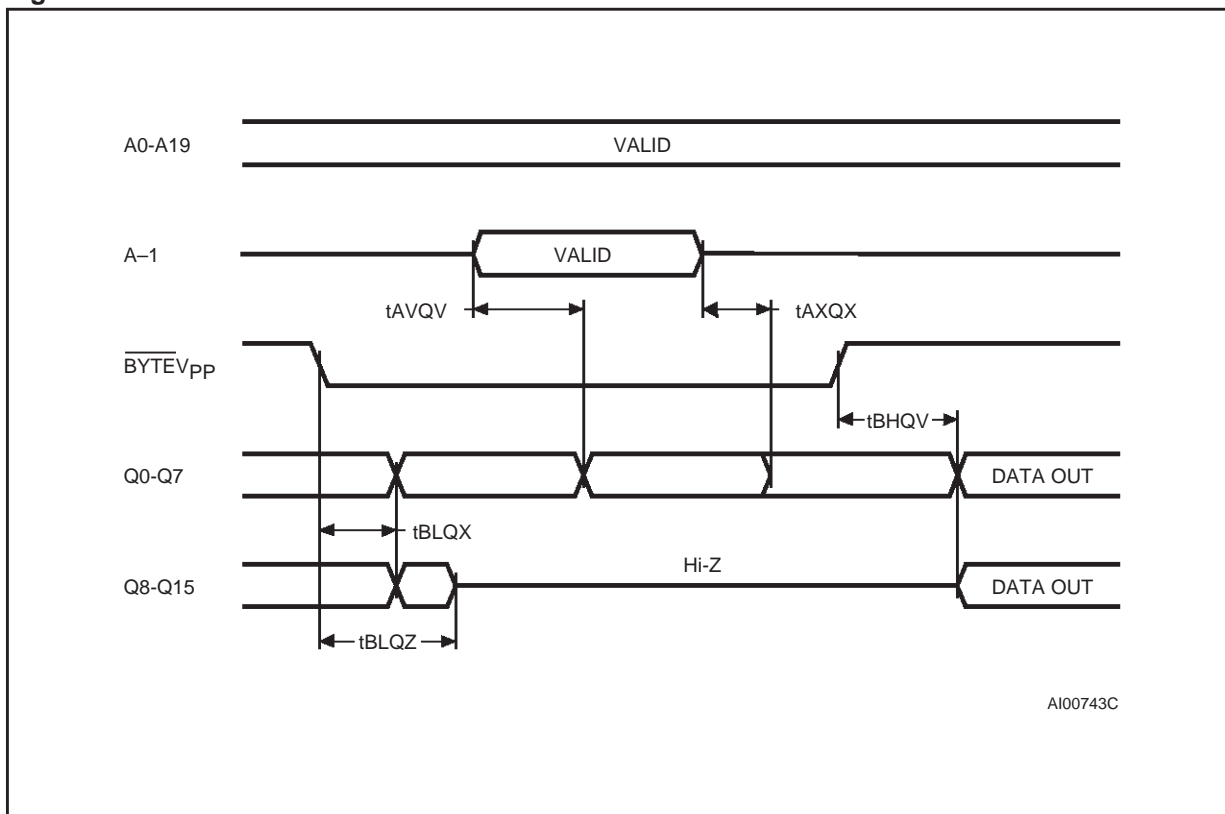 A0-A19 VALID
A–1 VALID
tAVQV tAXQX
BYTEVPP
tBHQV
Q0-Q7 DATA OUT
tBLQX
Hi-Z
Q8-Q15 DATA OUT
tBLQZ
AI00743C